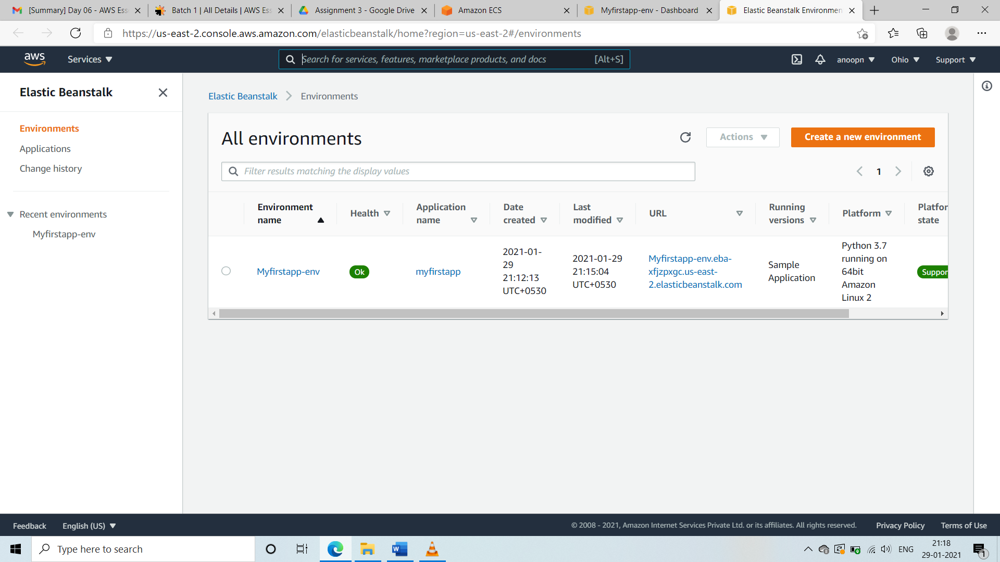 [Summary] Day 06 - AWS Ess
Batch 1 | All Details | AWS Ess
Assignment 3 - Google Drive
Amazon ECS
Myfirstapp-env - Dashboard
Elastic Beanstalk Environmen
https://us-east-2.console.aws.amazon.com/elasticbeanstalk/home?region=us-east-2#/environments
aws
Services
Search for services, features, marketplace products, and docs
[Alt+S]
anoopn
Ohio
Support
Elastic Beanstalk
Environments
Applications
Change history
Recent environments
Myfirstapp-env
Elastic Beanstalk
Environments
All environments
Actions
Create a new environment
Filter results matching the display values
1
Environment
name
Health
Application
name
Date
created
Last
modified
URL
Running
versions
Platform
Platfor
state
Myfirstapp-env
Ok
myfirstapp
2021-01-
29
21:12:13
UTC+0530
2021-01-29
21:15:04
UTC+0530
Myfirstapp-env.eba-
xfjzpxgc.us-east-
2.elasticbeanstalk.com
Sample
Application
Python 3.7
running on
64bit
Amazon
Linux 2
Suppor
Feedback
English (US)
© 2008 - 2021, Amazon Internet Services Private Ltd. or its affiliates. All rights reserved.
Privacy Policy
Terms of Use
Type here to search
ENG
21:18
29-01-2021
1